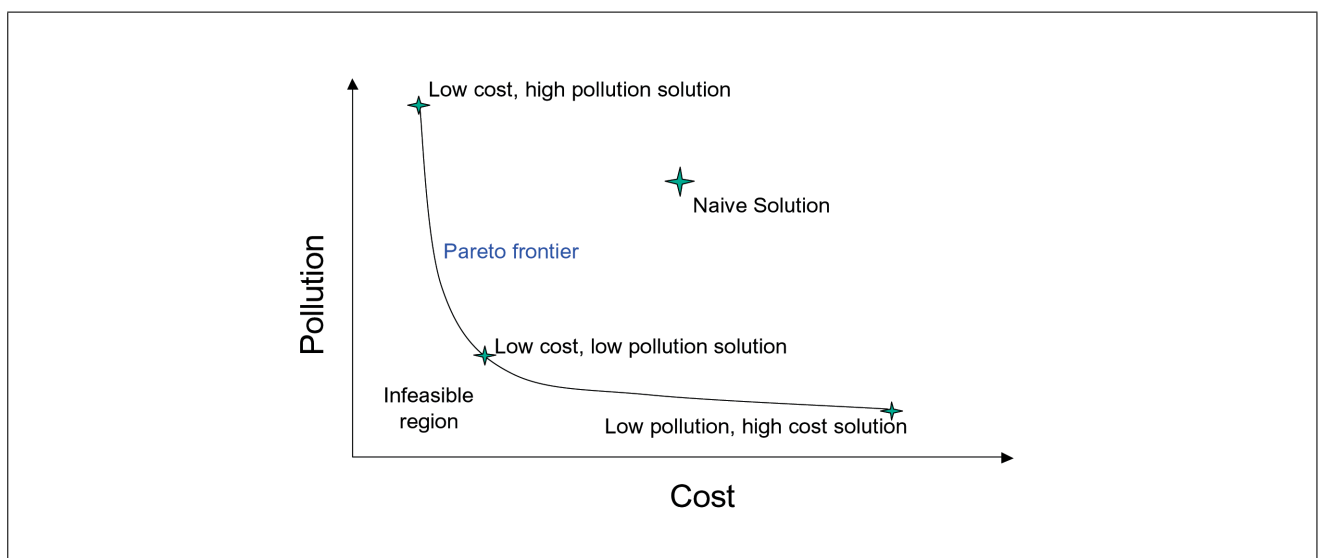 Low cost, high pollution solution
Naive Solution
Pareto frontier
Pollution
Low cost, low pollution solution
Infeasible
region
Low pollution, high cost solution
Cost